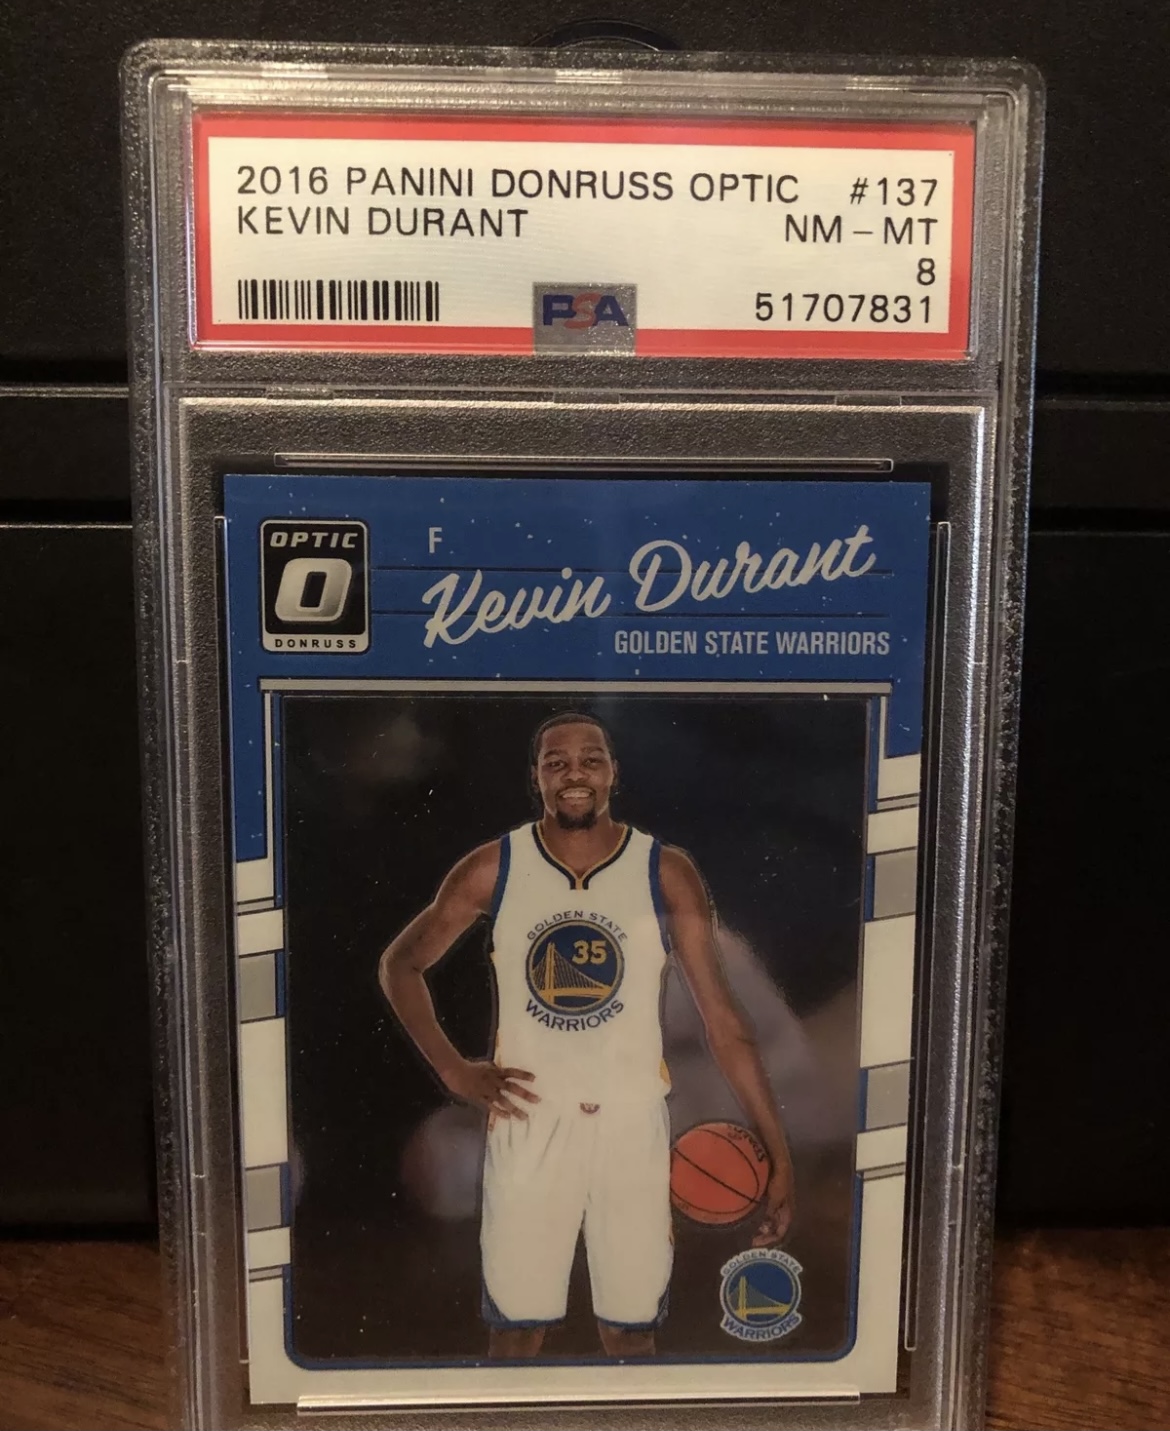 2016 PANINI DONRUSS OPTIC #137
KEVIN DURANT NM - MT
8
PSA 51707831
OPTIC
O
DONRUSS
F
Kevin Durant
GOLDEN STATE WARRIORS
GOLDEN STATE
35
WARRIORS
GOLDEN STATE
WARRIORS